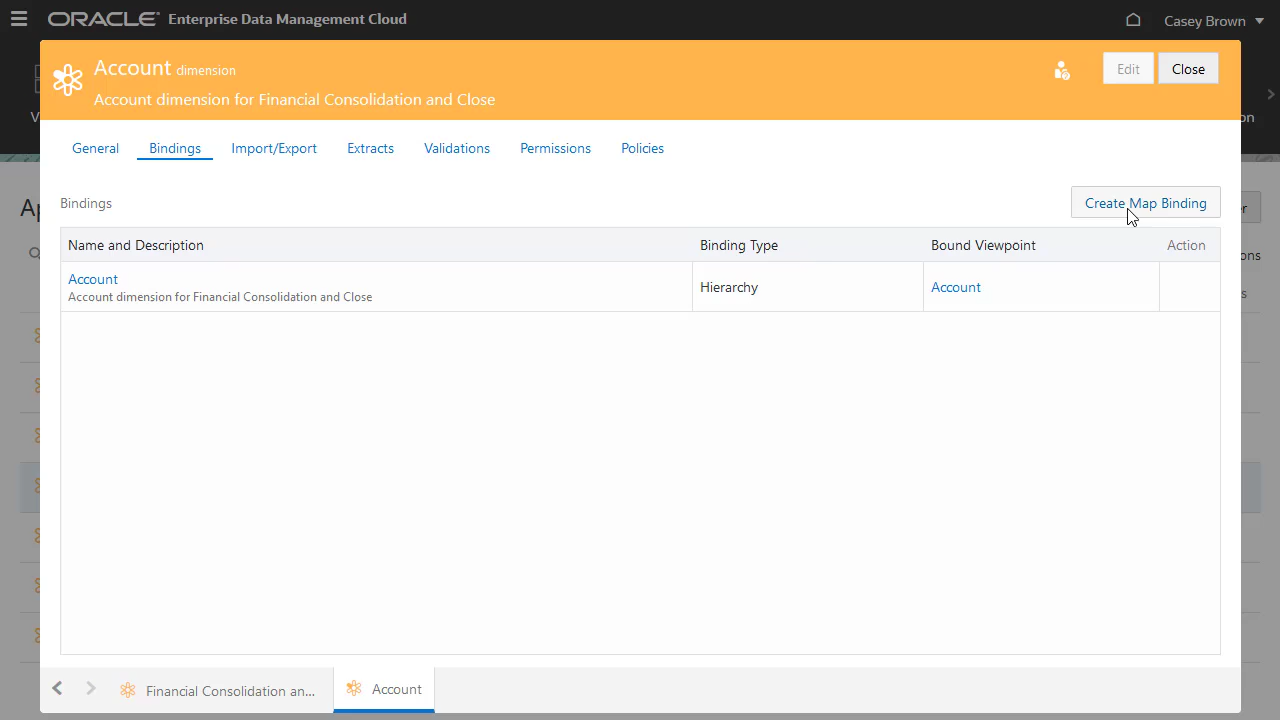 ORACLE Enterprise Data Management Cloud
Casey Brown
Account dimension
Account dimension for Financial Consolidation and Close
Edit
Close
General
Bindings
Import/Export
Extracts
Validations
Permissions
Policies
Bindings
Create Map Binding
Name and Description
Binding Type
Bound Viewpoint
Action
Account
Account dimension for Financial Consolidation and Close
Hierarchy
Account
Financial Consolidation an...
Account